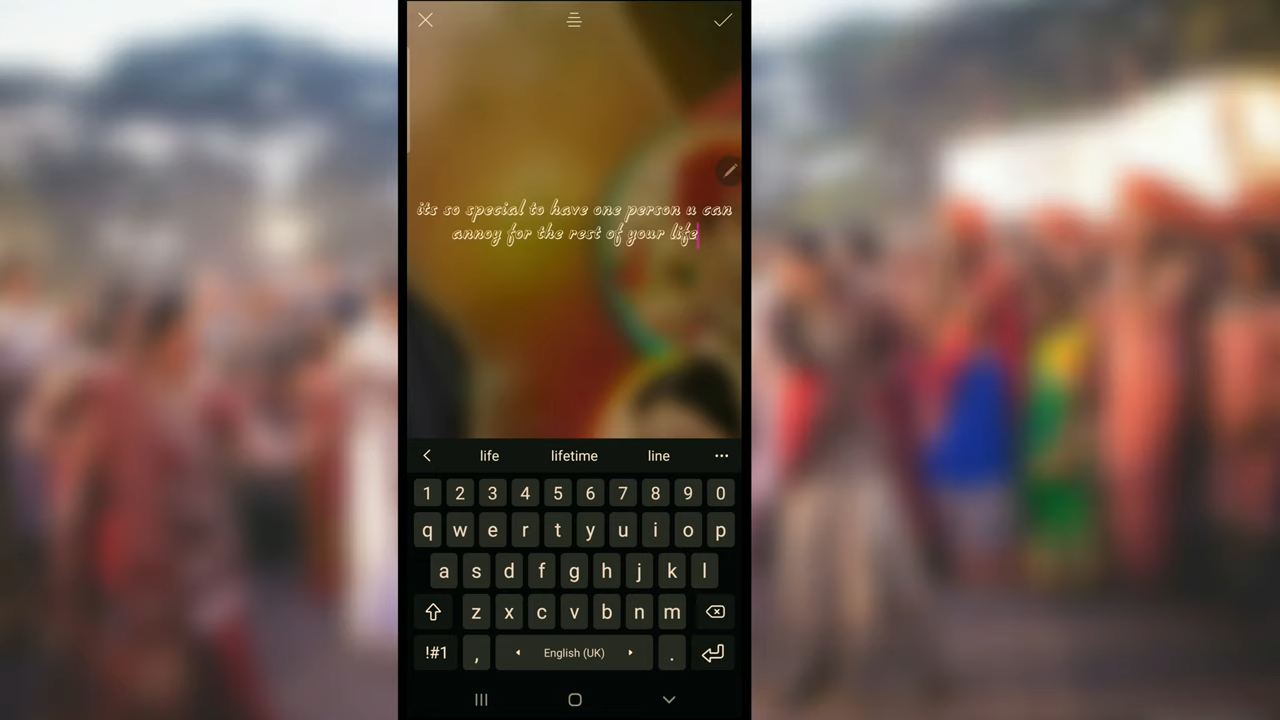 its so special to have one person u can
annoy for the rest of your life
life lifetime line
1 2 3 4 5 6 7 8 9 0
q w e r t y u i o p
a s d f g h j k l
z x c v b n m
!#1 , English (UK) .